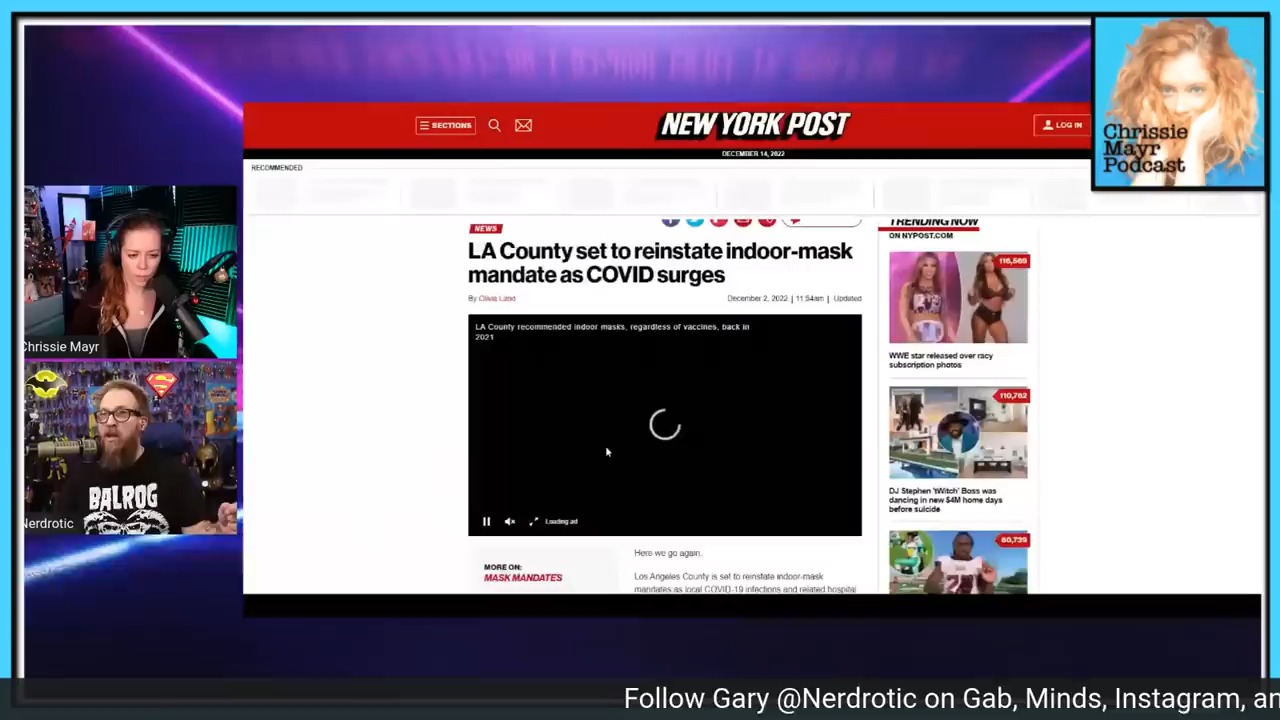 SECTIONS
NEW YORK POST
LOG IN
DECEMBER 14, 2022
RECOMMENDED
Chrissie
Mayr
Podcast
NEWS
LA County set to reinstate indoor-mask
mandate as COVID surges
By Olivia Land
December 2, 2022 | 11:54am | Updated
LA County recommended indoor masks, regardless of vaccines, back in
2021
Loading ad
MORE ON:
MASK MANDATES
Here we go again.
Los Angeles County is set to reinstate indoor-mask
mandates as local COVID-19 infections and related hospital
TRENDING NOW
ON NYPOST.COM
116,569
WWE star released over racy
subscription photos
110,762
DJ Stephen 'tWitch' Boss was
dancing in new $4M home days
before suicide
80,739
Chrissie Mayr
BALROG
Nerdrotic
Follow Gary @Nerdrotic on Gab, Minds, Instagram, an